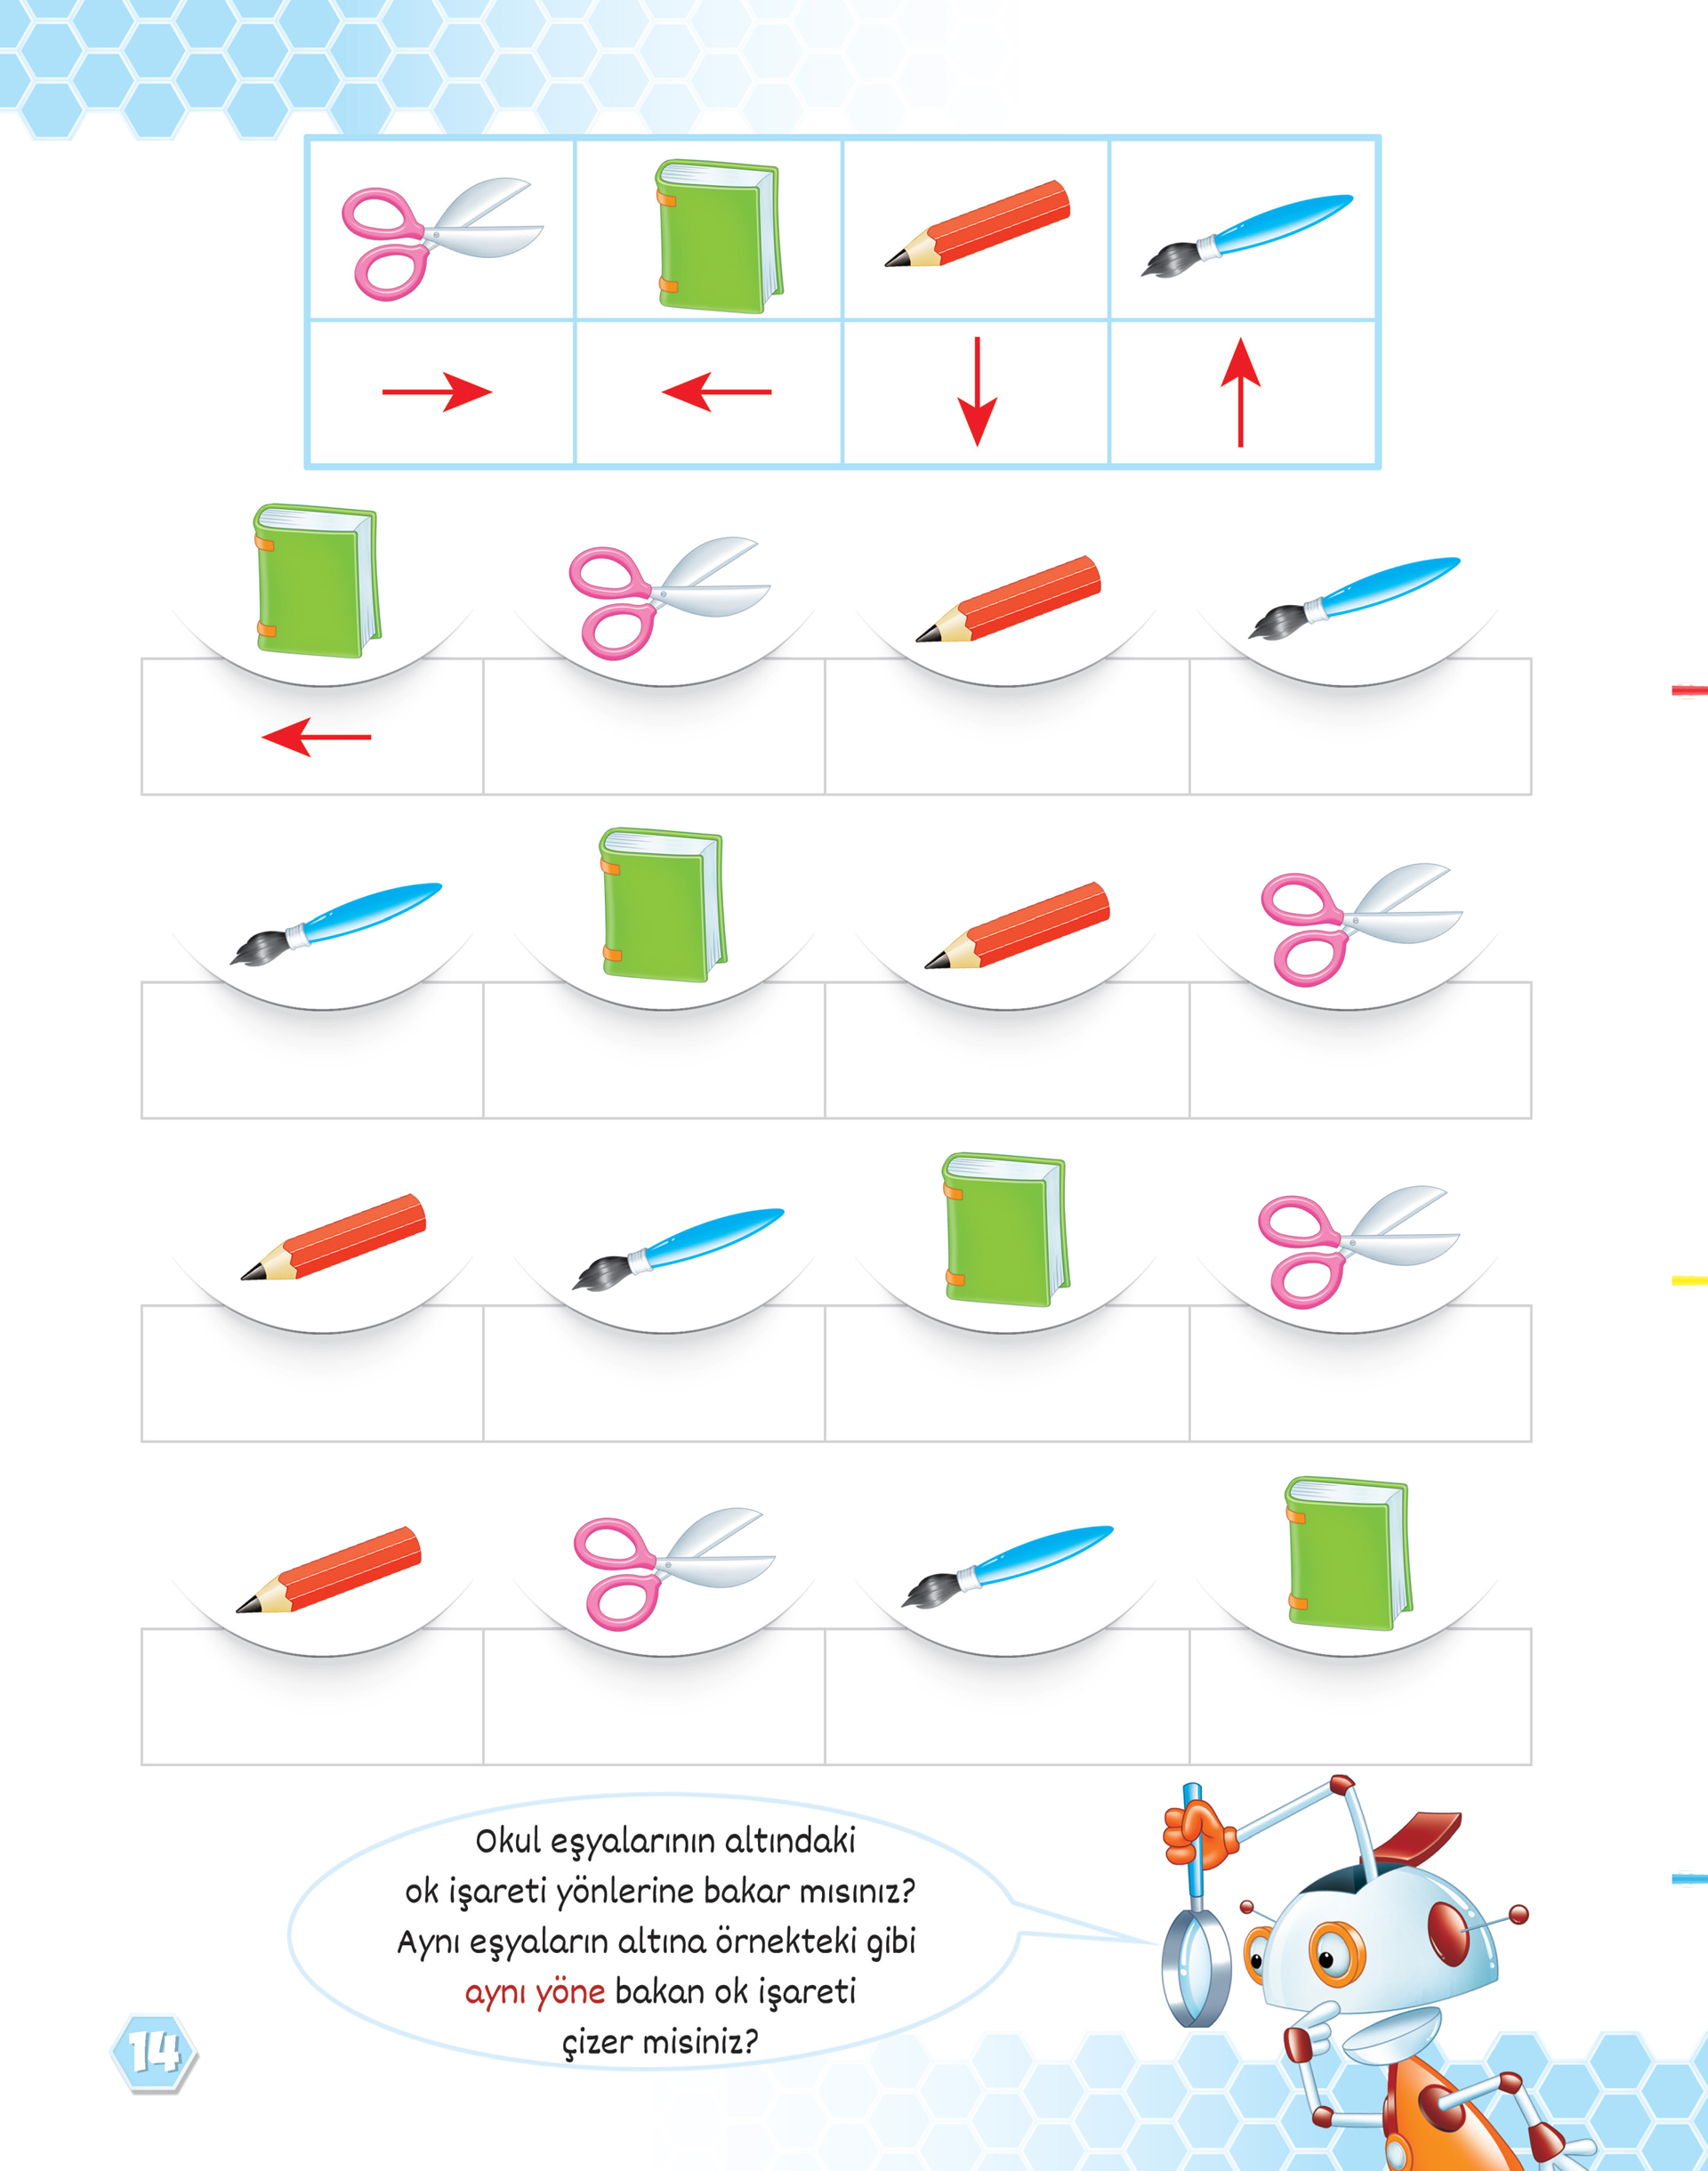 Okul eşyalarının altındaki
ok işareti yönlerine bakar mısınız?
Aynı eşyaların altına örnekteki gibi
aynı yöne bakan ok işareti
çizer misiniz?
14